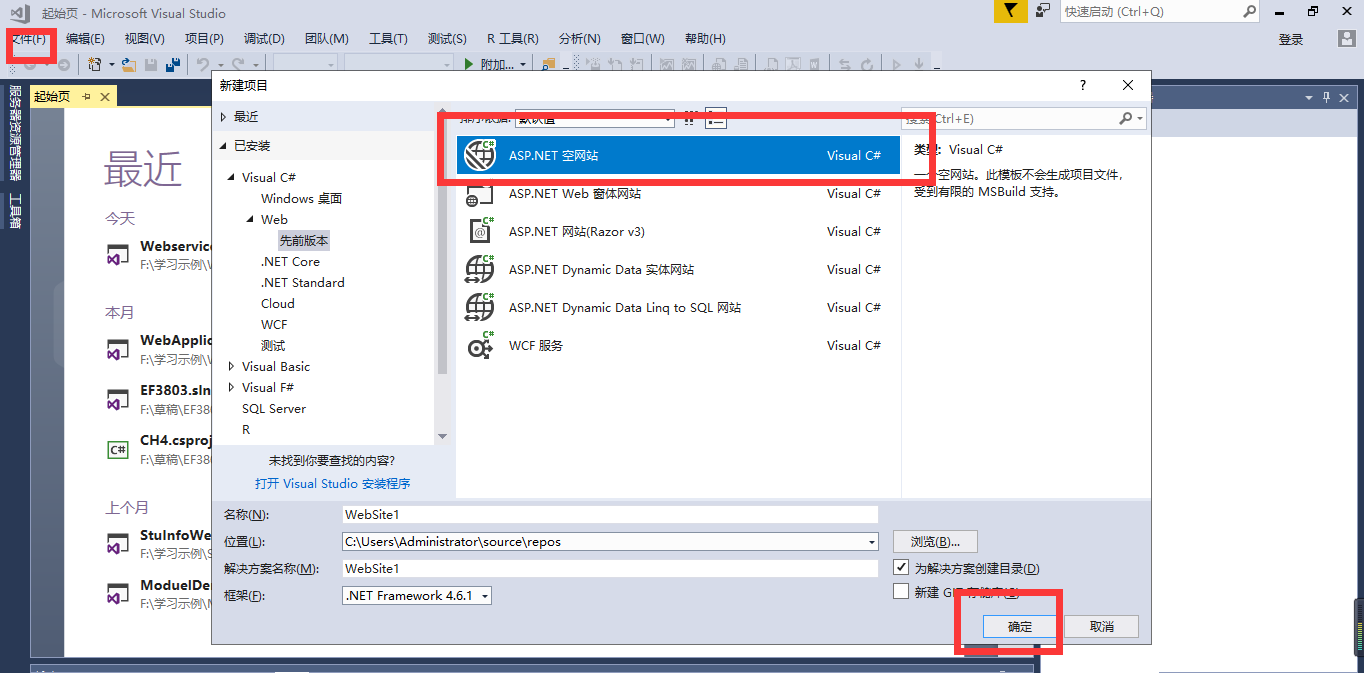 起始页 - Microsoft Visual Studio
快速启动 (Ctrl+Q)
文件(F) 编辑(E) 视图(V) 项目(P) 调试(D) 团队(M) 工具(T) 测试(S) R 工具(R) 分析(N) 窗口(W) 帮助(H)
登录
附加...
服务器资源管理器
工具箱
起始页
最近
今天
Webservic
F:\学习示例\W
本月
WebApplic
F:\学习示例\W
EF3803.sln
F:\草稿\EF380
CH4.csproj
F:\草稿\EF380
上个月
StuInfoWe
F:\学习示例\S
ModuelDe
F:\学习示例\M
新建项目
?
最近
已安装
Visual C#
Windows 桌面
Web
先前版本
.NET Core
.NET Standard
Cloud
WCF
测试
Visual Basic
Visual F#
SQL Server
R
未找到你要查找的内容?
打开 Visual Studio 安装程序
排序依据: 默认值
ASP.NET 空网站 Visual C#
ASP.NET Web 窗体网站 Visual C#
ASP.NET 网站(Razor v3) Visual C#
ASP.NET Dynamic Data 实体网站 Visual C#
ASP.NET Dynamic Data Linq to SQL 网站 Visual C#
WCF 服务 Visual C#
搜索(Ctrl+E)
类型: Visual C#
一个空网站。此模板不会生成项目文件,
受到有限的 MSBuild 支持。
名称(N): WebSite1
位置(L): C:\Users\Administrator\source\repos 浏览(B)...
解决方案名称(M): WebSite1 为解决方案创建目录(D)
框架(F): .NET Framework 4.6.1 新建 Git 存储库(G)
确定 取消